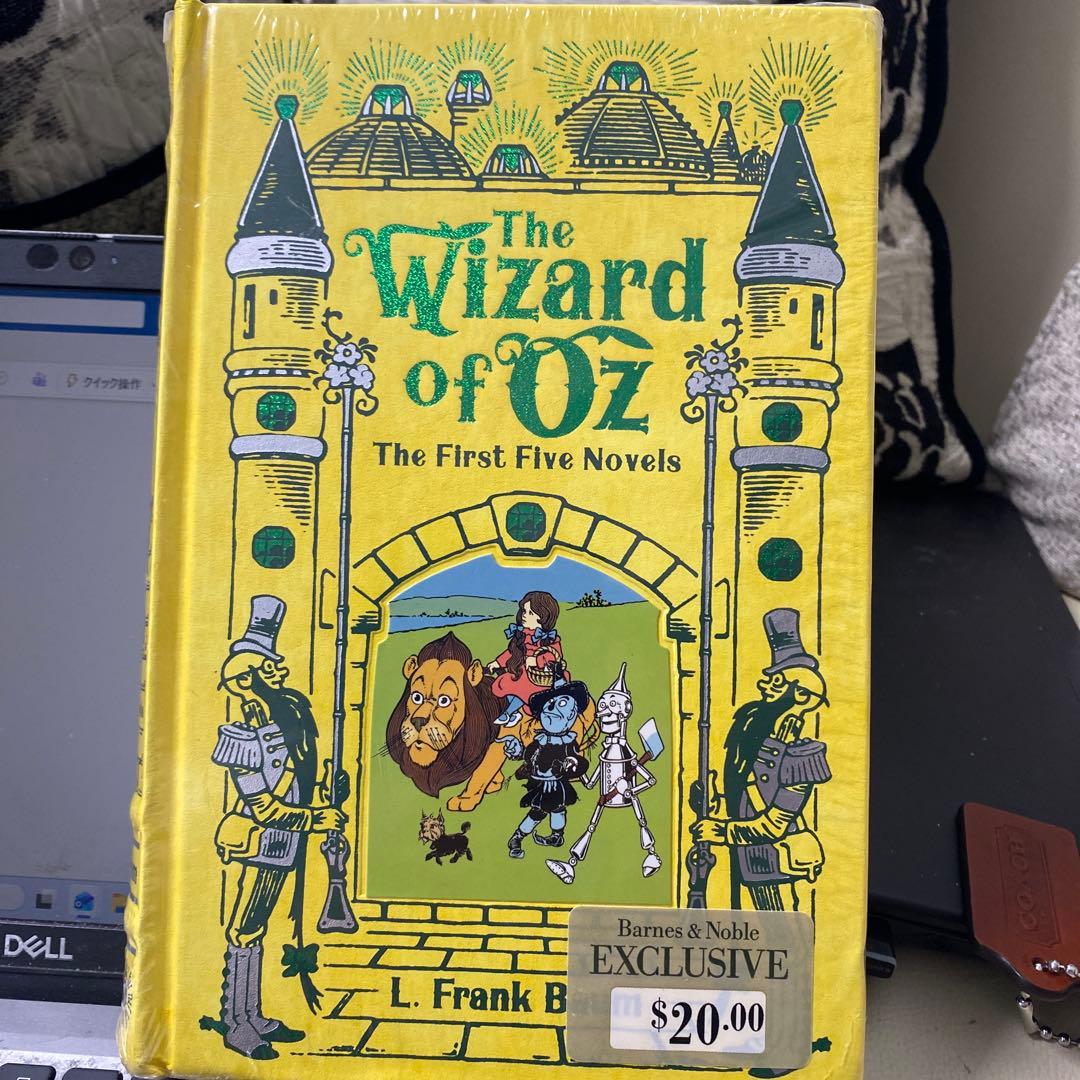 The
Wizard
of Oz
The First Five Novels
クイック操作
DELL
L. Frank Baum
Barnes & Noble
EXCLUSIVE
$20.00